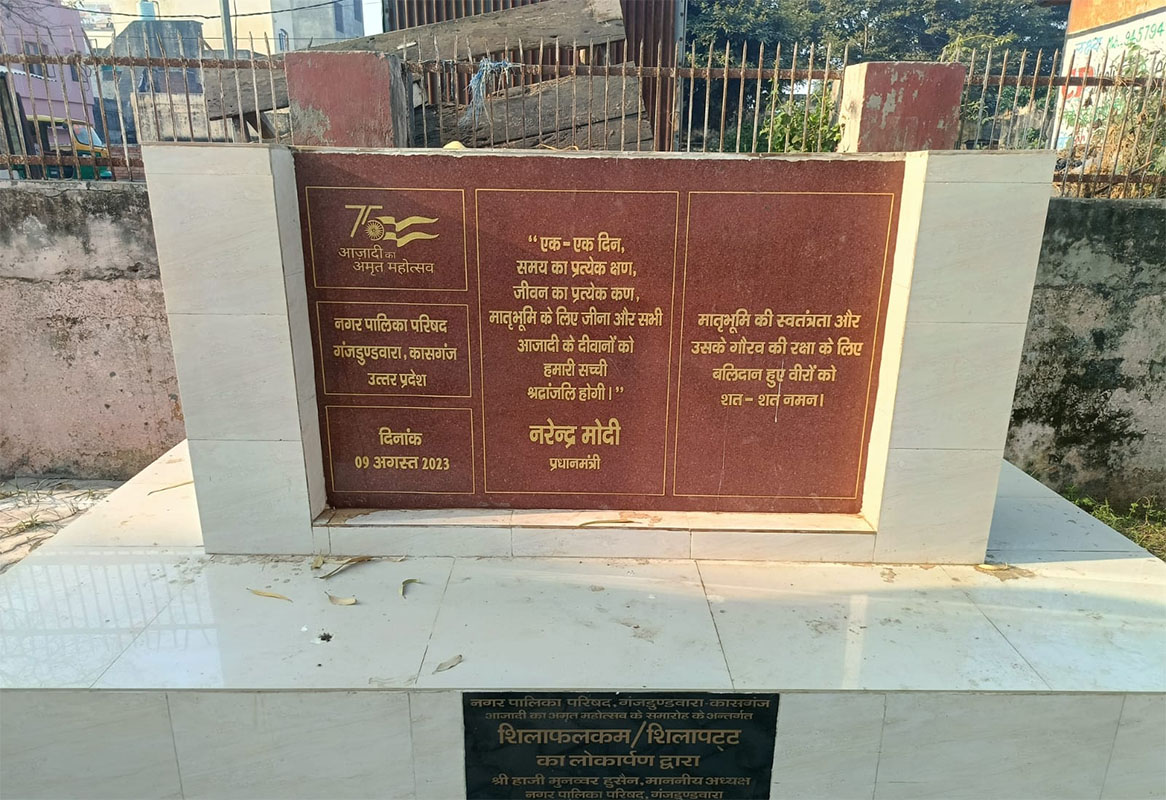 75
आज़ादी का
अमृत महोत्सव
नगर पालिका परिषद
गंजडुण्डवारा, कासगंज
उत्तर प्रदेश
दिनांक
09 अगस्त 2023
“एक-एक दिन,
समय का प्रत्येक क्षण,
जीवन का प्रत्येक कण,
मातृभूमि के लिए जीना और सभी
आजादी के दीवानों को
हमारी सच्ची
श्रद्धांजलि होगी।”
नरेन्द्र मोदी
प्रधानमंत्री
मातृभूमि की स्वतंत्रता और
उसके गौरव की रक्षा के लिए
बलिदान हुए वीरों को
शत-शत नमन।
नगर पालिका परिषद, गंजडुण्डवारा-कासगंज
आजादी का अमृत महोत्सव के समारोह के अन्तर्गत
शिलाफलकम/शिलापट्ट
का लोकार्पण द्वारा
श्री हाजी मुनव्वर हुसैन, माननीय अध्यक्ष
नगर पालिका परिषद, गंजडुण्डवारा